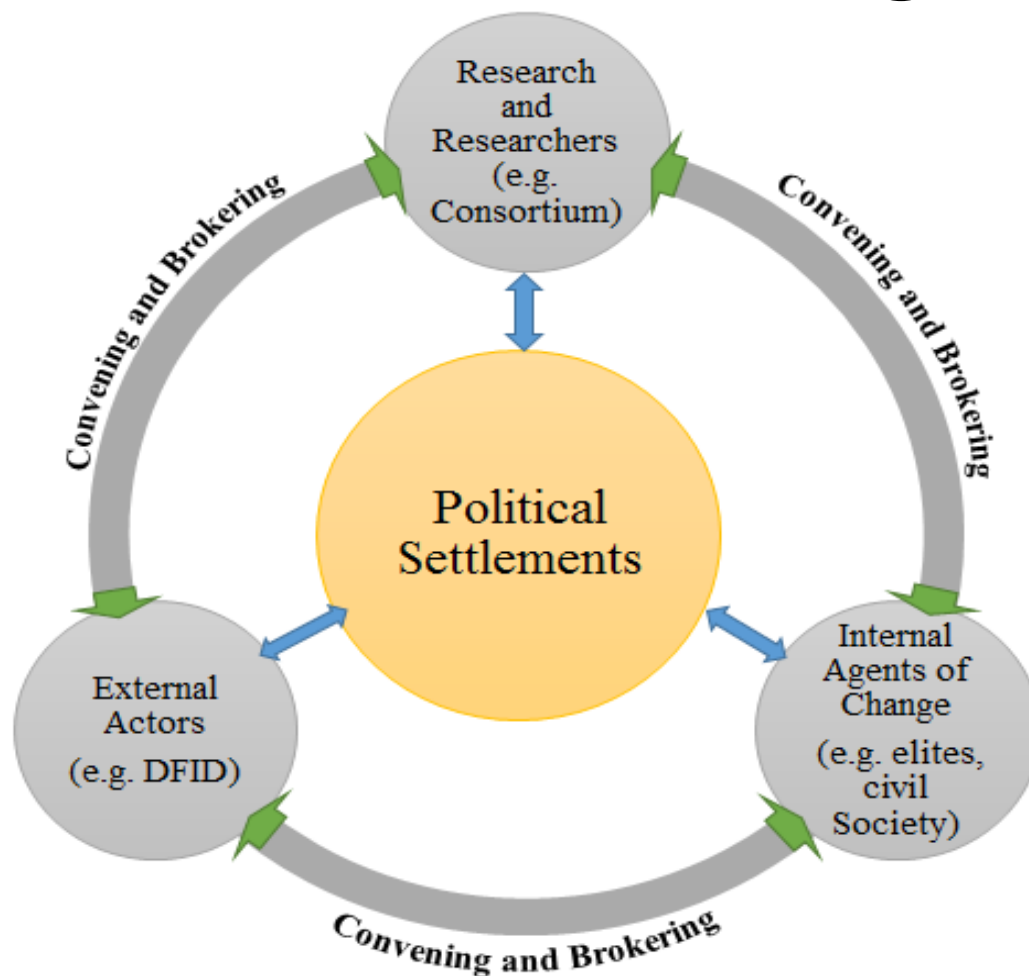 Research
and
Researchers
(e.g.
Consortium)
Convening and Brokering
Convening and Brokering
Political
Settlements
External
Actors
(e.g. DFID)
Internal
Agents of
Change
(e.g. elites,
civil
Society)
Convening and Brokering